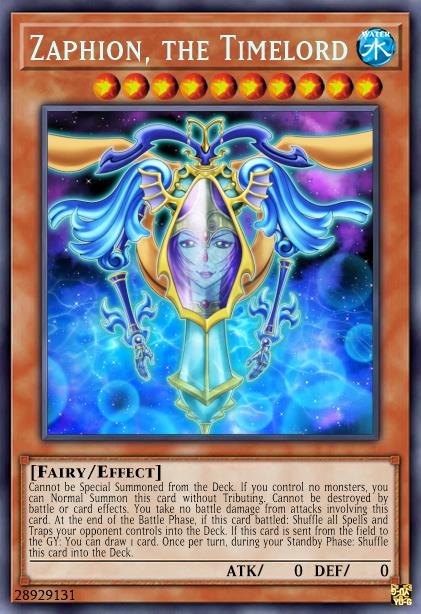 ZAPHION, THE TIMELORD
WATER
水
[FAIRY/EFFECT]
Cannot be Special Summoned from the Deck. If you control no monsters, you
can Normal Summon this card without Tributing. Cannot be destroyed by
battle or card effects. You take no battle damage from attacks involving this
card. At the end of the Battle Phase, if this card battled: Shuffle all Spells and
Traps your opponent controls into the Deck. If this card is sent from the field to
the GY: You can draw 1 card. Once per turn, during your Standby Phase: Shuffle
this card into the Deck.
ATK/ 0 DEF/ 0
28929131